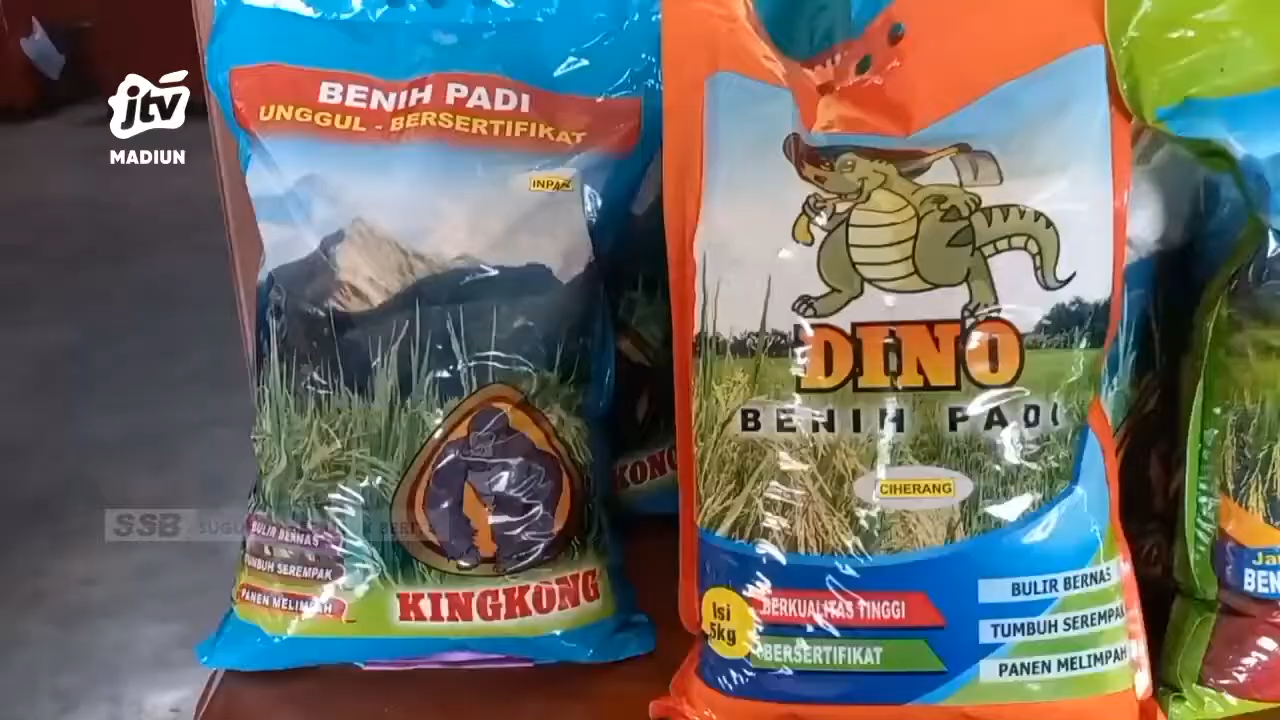 jtv
MADIUN
BENIH PADI
UNGGUL - BERSERTIFIKAT
BULIR BERNAS
TUMBUH SEREMPAK
PANEN MELIMPAH
KINGKONG
KONG
SSB
DINO
BENIH PADI
CIHERANG
Isi
5kg
BERKUALITAS TINGGI
BERSERTIFIKAT
BULIR BERNAS
TUMBUH SEREMPAK
PANEN MELIMPAH
BEN